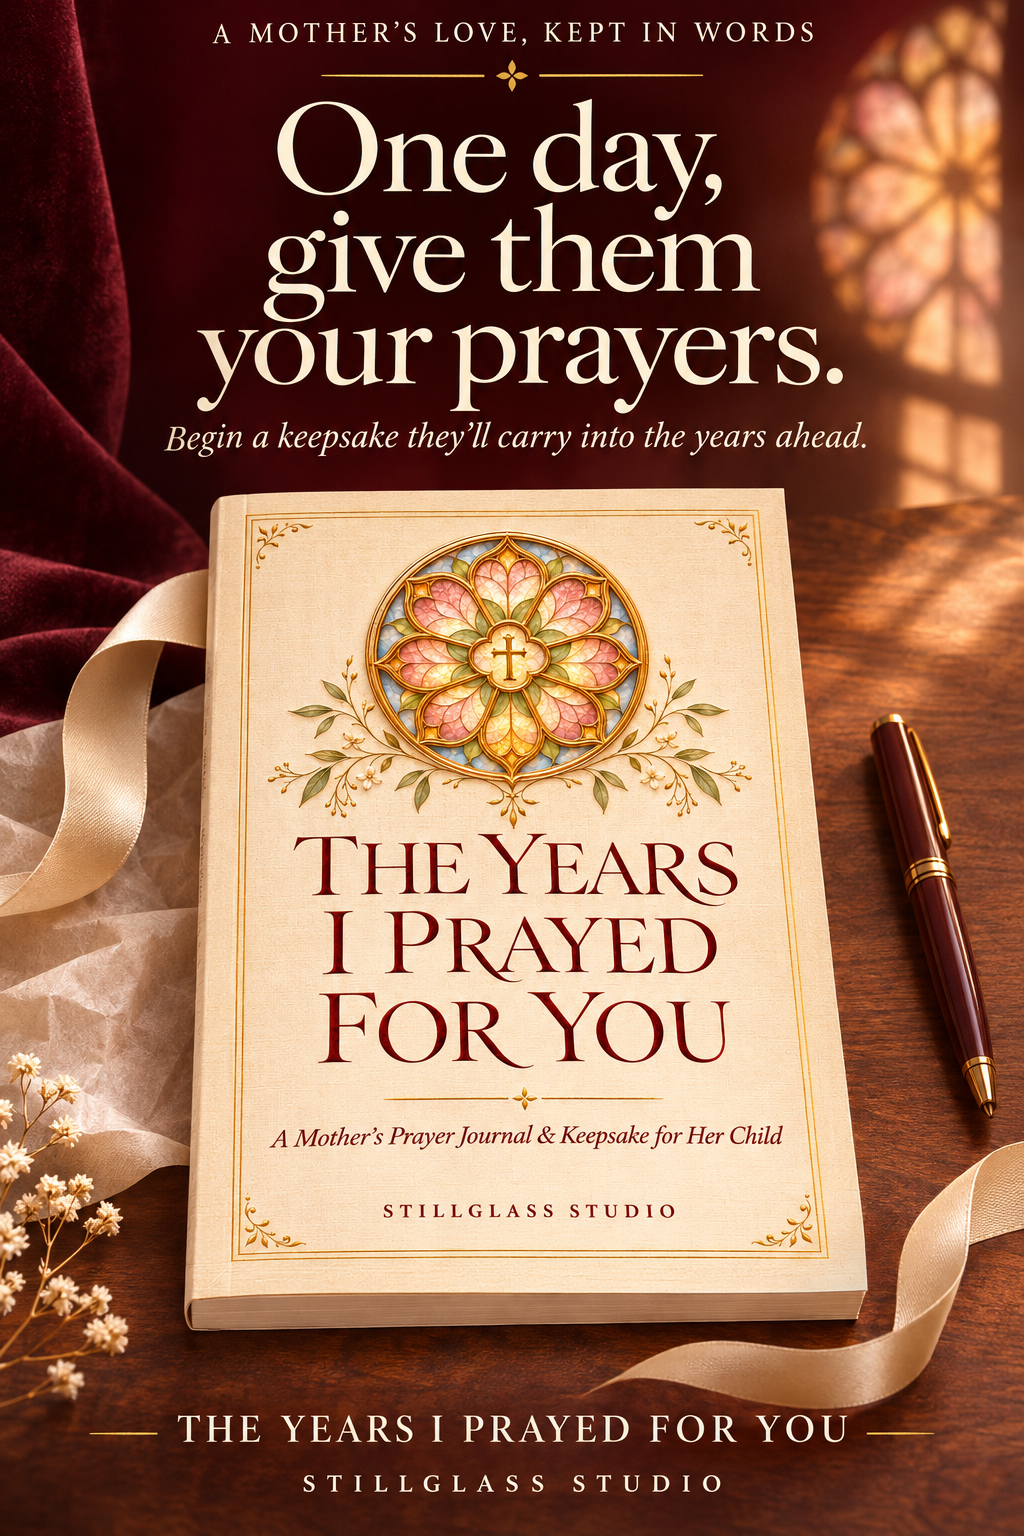 A MOTHER'S LOVE, KEPT IN WORDS
One day,
give them
your prayers.
Begin a keepsake they'll carry into the years ahead.
THE YEARS
I PRAYED
FOR YOU
A Mother's Prayer Journal & Keepsake for Her Child
STILLGLASS STUDIO
THE YEARS I PRAYED FOR YOU
STILLGLASS STUDIO